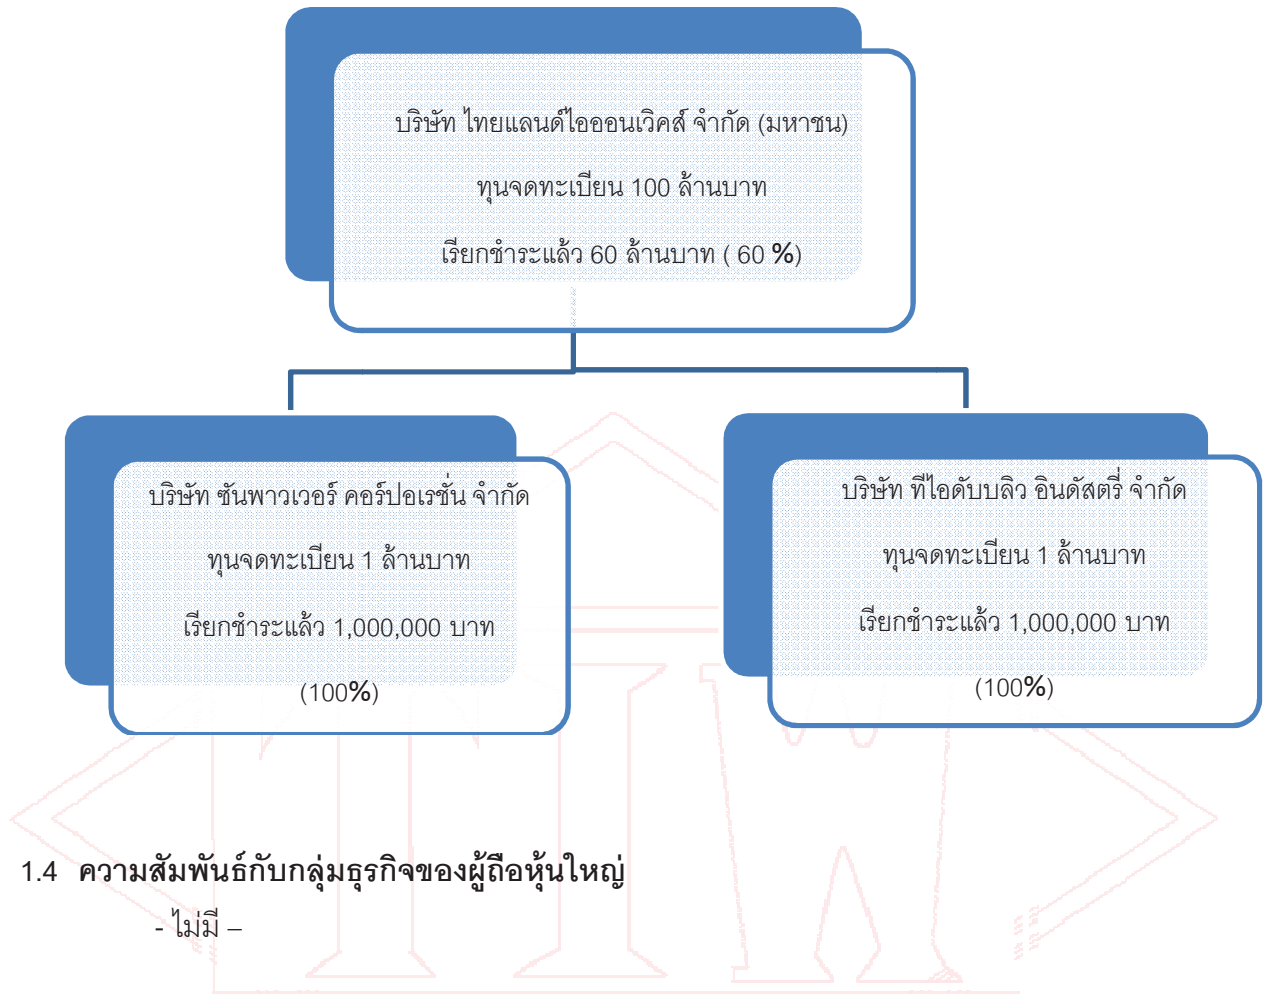 บริษัท ไทยแลนด์ไอออนเวิคส์ จำกัด (มหาชน)
ทุนจดทะเบียน 100 ล้านบาท
เรียกชำระแล้ว 60 ล้านบาท ( 60 %)
บริษัท ซันพาวเวอร์ คอร์ปอเรชั่น จำกัด
ทุนจดทะเบียน 1 ล้านบาท
เรียกชำระแล้ว 1,000,000 บาท
(100%)
บริษัท ทีไอดับบลิว อินดัสตรี่ จำกัด
ทุนจดทะเบียน 1 ล้านบาท
เรียกชำระแล้ว 1,000,000 บาท
(100%)
1.4 ความสัมพันธ์กับกลุ่มธุรกิจของผู้ถือหุ้นใหญ่
- ไม่มี –
TIW